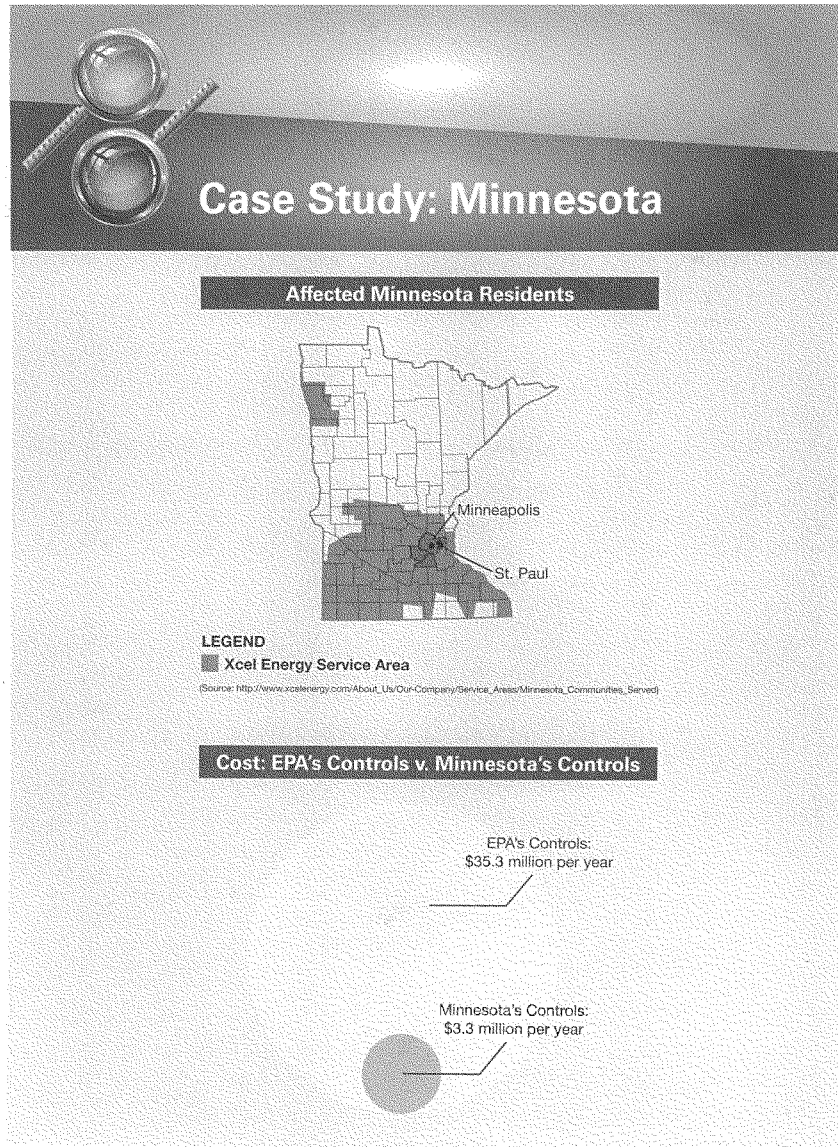 Case Study: Minnesota
Affected Minnesota Residents
Minneapolis
St. Paul
LEGEND
Xcel Energy Service Area
(Source: http://www.xcelenergy.com/About_Us/Our-Company/Service_Areas/Minnesota_Communities_Served)
Cost: EPA's Controls v. Minnesota's Controls
EPA's Controls:
$35.3 million per year
Minnesota's Controls:
$3.3 million per year